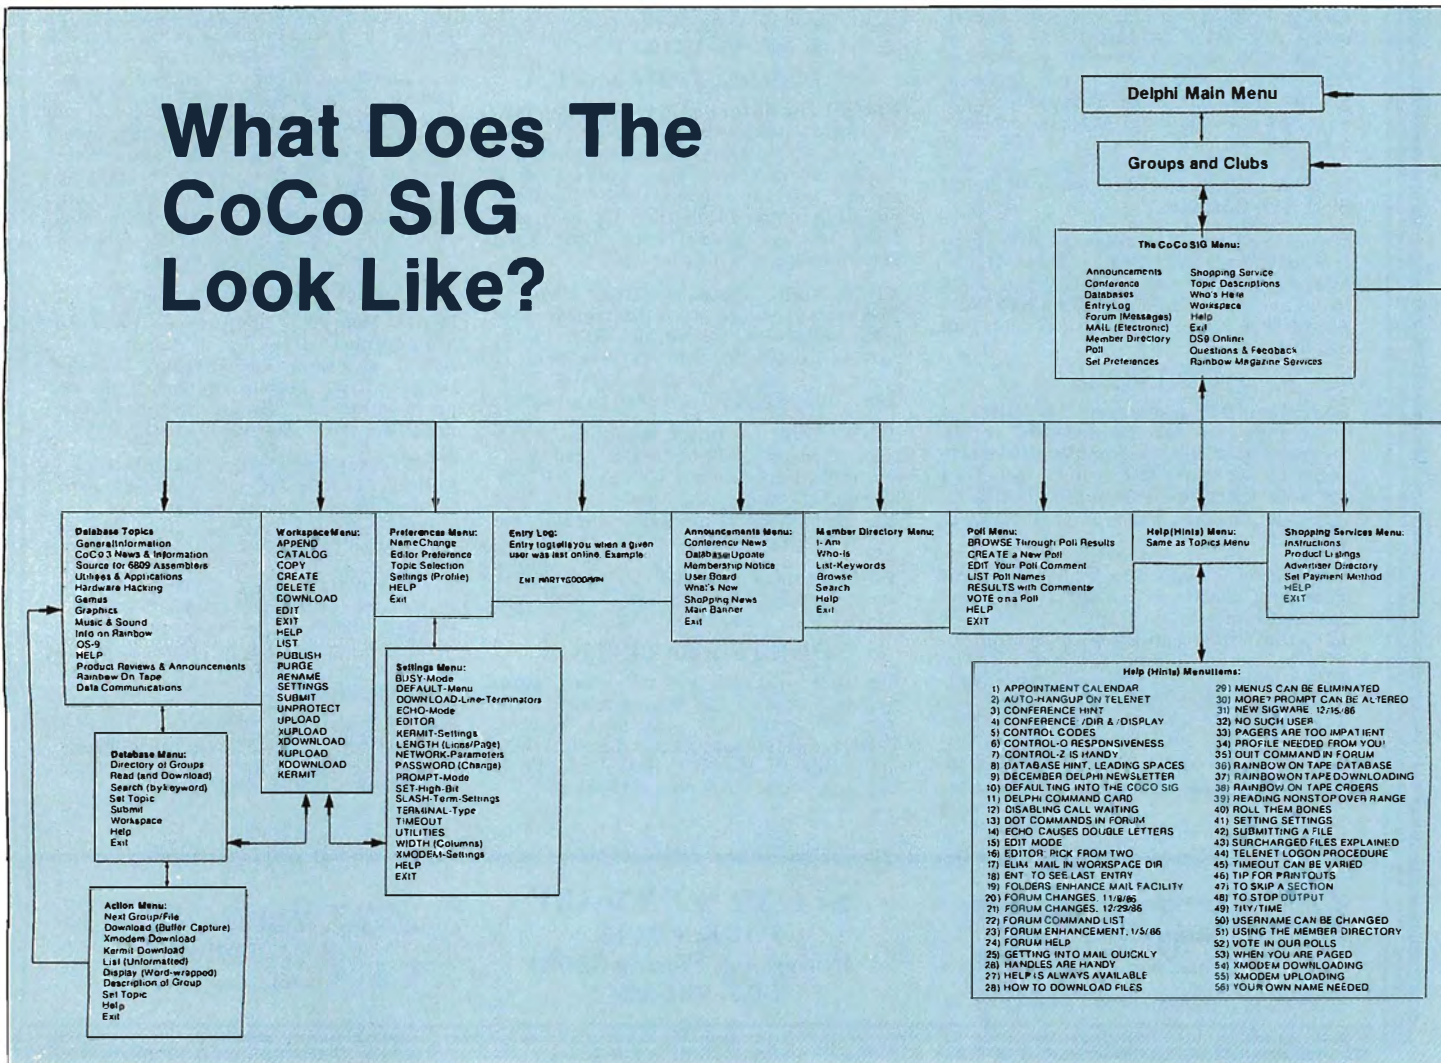 What Does The
CoCo SIG
Look Like?
Delphi Main Menu
Groups and Clubs
The CoCo SIG Menu:
Announcements
Conference
Databases
EntryLog
Forum (Messages)
MAIL (Electronic)
Member Directory
Poll
Set Preferences
Shopping Service
Topic Descriptions
Who's Here
Workspace
Help
Exit
OS9 Online
Questions & Feedback
Rainbow Magazine Services
Database Topics
General Information
CoCo 3 News & Information
Source for 6809 Assemblers
Utilities & Applications
Hardware Hacking
Games
Graphics
Music & Sound
Info on Rainbow
OS-9
HELP
Product Reviews & Announcements
Rainbow On Tape
Data Communications
Database Menu:
Directory of Groups
Read (and Download)
Search (by keyword)
Set Topic
Submit
Workspace
Help
Exit
Action Menu:
Next Group/File
Download (Buffer Capture)
Xmodem Download
Kermit Download
List (Unformatted)
Display (Word-wrapped)
Description of Group
Set Topic
Help
Exit
Workspace Menu:
APPEND
CATALOG
COPY
CREATE
DELETE
DOWNLOAD
EDIT
EXIT
HELP
LIST
PUBLISH
PURGE
RENAME
SETTINGS
SUBMIT
UNPROTECT
UPLOAD
XUPLOAD
XDOWNLOAD
KUPLOAD
KDOWNLOAD
KERMIT
Preferences Menu:
Name Change
Editor Preference
Topic Selection
Settings (Profile)
HELP
Exit
Settings Menu:
BUSY-Mode
DEFAULT-Menu
DOWNLOAD-Line-Terminators
ECHO-Mode
EDITOR
KERMIT-Settings
LENGTH (Lines/Page)
NETWORK-Parameters
PASSWORD (Change)
PROMPT-Mode
SET-High-Bit
SLASH-Term-Settings
TERMINAL-Type
TIMEOUT
UTILITIES
WIDTH (Columns)
XMODEM-Settings
HELP
EXIT
Entry Log:
Entry log tells you when a given
user was last online. Example:
ENT MARTYGOODMAN
Announcements Menu:
Conference News
Database Update
Membership Notice
User Board
What's New
Shopping News
Main Banner
Exit
Member Directory Menu:
I-Am
Who-Is
List-Keywords
Browse
Search
Help
Exit
Poll Menu:
BROWSE Through Poll Results
CREATE a New Poll
EDIT Your Poll Comment
LIST Poll Names
RESULTS with Comments
VOTE on a Poll
HELP
EXIT
Help (Hints) Menu:
Same as Topics Menu
Shopping Services Menu:
Instructions
Product Listings
Advertiser Directory
Set Payment Method
HELP
EXIT
Help (Hints) Menu Items:
1) APPOINTMENT CALENDAR
2) AUTO-HANGUP ON TELENET
3) CONFERENCE HINT
4) CONFERENCE: /DIR & /DISPLAY
5) CONTROL CODES
6) CONTROL-O RESPONSIVENESS
7) CONTROL-Z IS HANDY
8) DATABASE HINT, LEADING SPACES
9) DECEMBER DELPHI NEWSLETTER
10) DEFAULTING INTO THE COCO SIG
11) DELPHI COMMAND CARD
12) DISABLING CALL WAITING
13) DOT COMMANDS IN FORUM
14) ECHO CAUSES DOUBLE LETTERS
15) EDIT MODE
16) EDITOR: PICK FROM TWO
17) ELIM. MAIL IN WORKSPACE DIR
18) ENT TO SEE LAST ENTRY
19) FOLDERS ENHANCE MAIL FACILITY
20) FORUM CHANGES, 11/8/86
21) FORUM CHANGES, 12/29/86
22) FORUM COMMAND LIST
23) FORUM ENHANCEMENT, 1/5/86
24) FORUM HELP
25) GETTING INTO MAIL QUICKLY
26) HANDLES ARE HANDY
27) HELP IS ALWAYS AVAILABLE
28) HOW TO DOWNLOAD FILES
29) MENUS CAN BE ELIMINATED
30) MORE? PROMPT CAN BE ALTERED
31) NEW SIGWARE, 12/15/86
32) NO SUCH USER
33) PAGERS ARE TOO IMPATIENT
34) PROFILE NEEDED FROM YOU!
35) QUIT COMMAND IN FORUM
36) RAINBOW ON TAPE DATABASE
37) RAINBOW ON TAPE DOWNLOADING
38) RAINBOW ON TAPE ORDERS
39) READING NONSTOP OVER RANGE
40) ROLL THEM BONES
41) SETTING SETTINGS
42) SUBMITTING A FILE
43) SURCHARGED FILES EXPLAINED
44) TELENET LOGON PROCEDURE
45) TIMEOUT CAN BE VARIED
46) TIP FOR PRINTOUTS
47) TO SKIP A SECTION
48) TO STOP OUTPUT
49) TTY/TIME
50) USERNAME CAN BE CHANGED
51) USING THE MEMBER DIRECTORY
52) VOTE IN OUR POLLS
53) WHEN YOU ARE PAGED
54) XMODEM DOWNLOADING
55) XMODEM UPLOADING
56) YOUR OWN NAME NEEDED